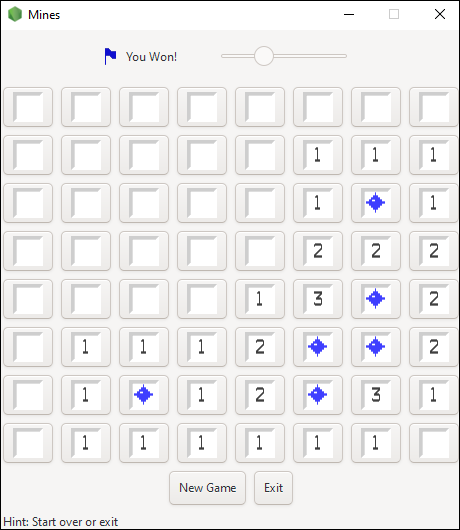 Mines
You Won!
1 1 1
1 1
2 2 2
1 3 2
1 1 1 2 2
1 1 2 3 1
1 1 1 1 1 1
New Game Exit
Hint: Start over or exit